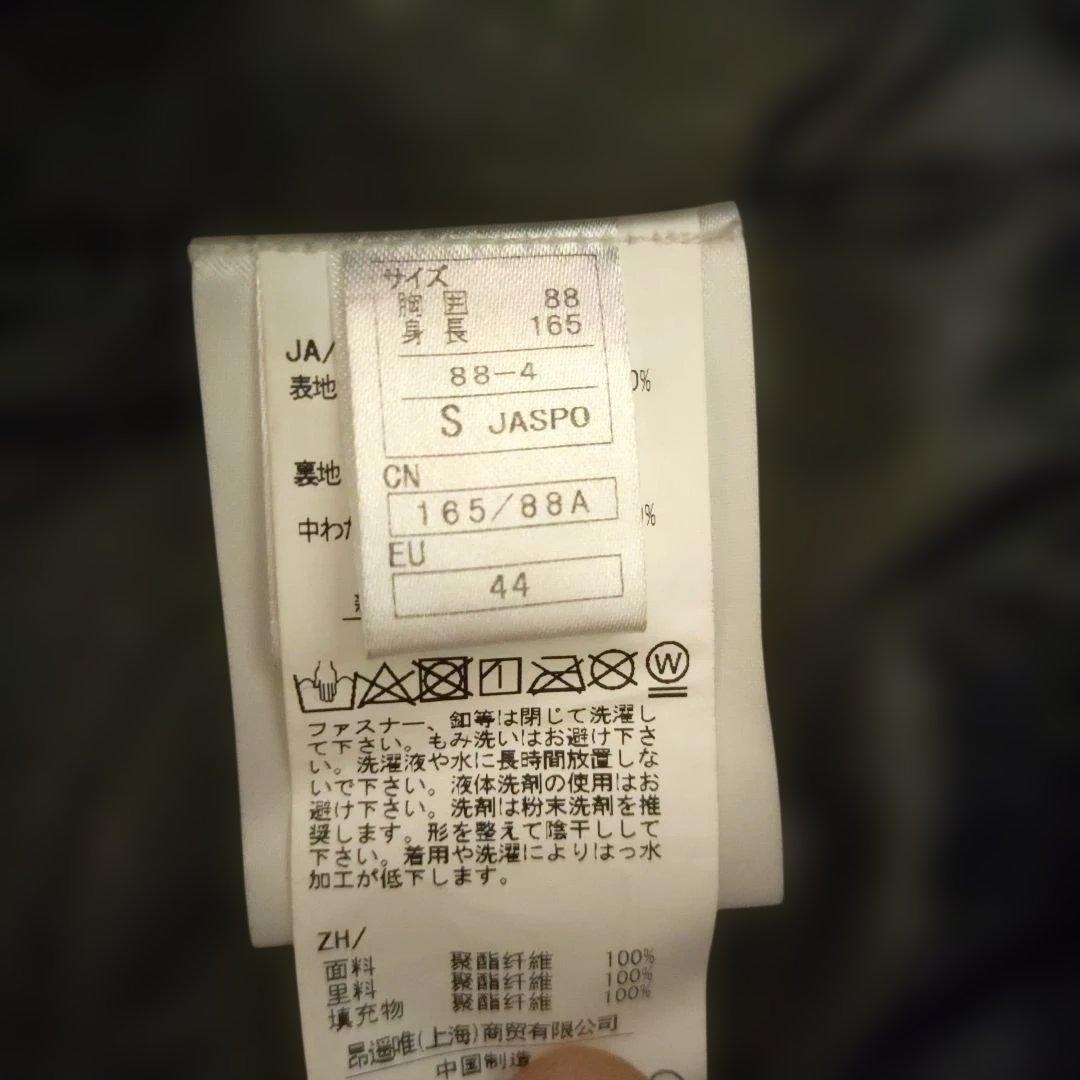 サイズ
胸囲 88
身長 165
88-4
S JASPO
CN
165/88A
EU
44
JA/
表地 0%
裏地
中わた 0%
W
ファスナー、釦等は閉じて洗濯し
て下さい。もみ洗いはお避け下さ
い。洗濯液や水に長時間放置しな
いで下さい。液体洗剤の使用はお
避け下さい。洗剤は粉末洗剤を推
奨します。形を整えて陰干しして
下さい。着用や洗濯によりはっ水
加工が低下します。
ZH/
面料 聚酯纤维 100%
里料 聚酯纤维 100%
填充物 聚酯纤维 100%
昂遥唯(上海)商贸有限公司
中国制造